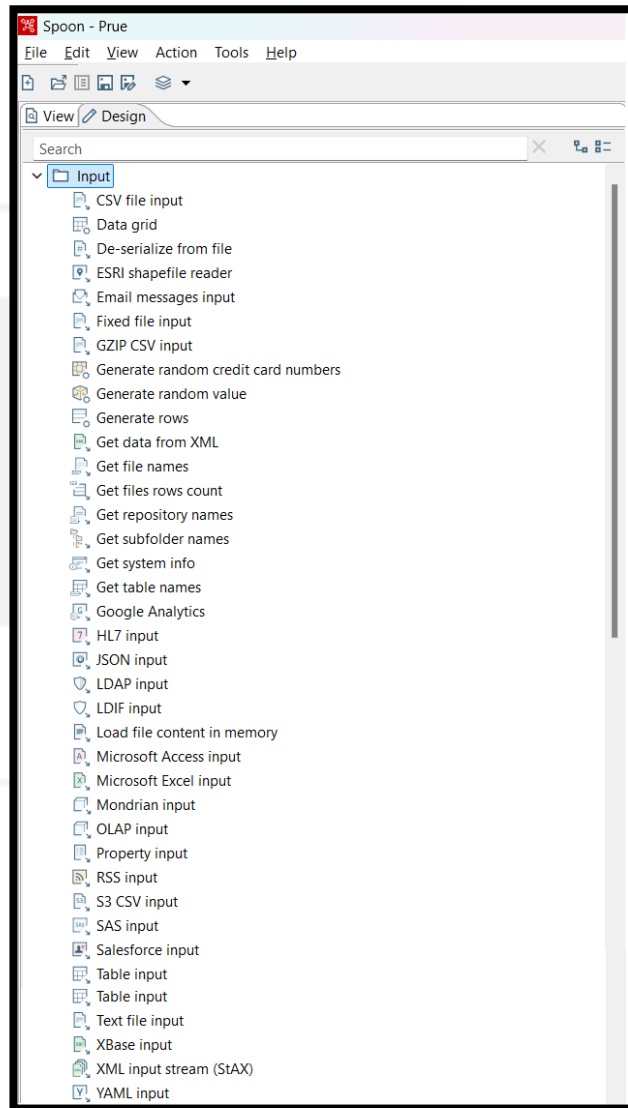 Spoon - Prue
File Edit View Action Tools Help
View Design
Search
Input
CSV file input
Data grid
De-serialize from file
ESRI shapefile reader
Email messages input
Fixed file input
GZIP CSV input
Generate random credit card numbers
Generate random value
Generate rows
Get data from XML
Get file names
Get files rows count
Get repository names
Get subfolder names
Get system info
Get table names
Google Analytics
HL7 input
JSON input
LDAP input
LDIF input
Load file content in memory
Microsoft Access input
Microsoft Excel input
Mondrian input
OLAP input
Property input
RSS input
S3 CSV input
SAS input
Salesforce input
Table input
Table input
Text file input
XBase input
XML input stream (StAX)
YAML input